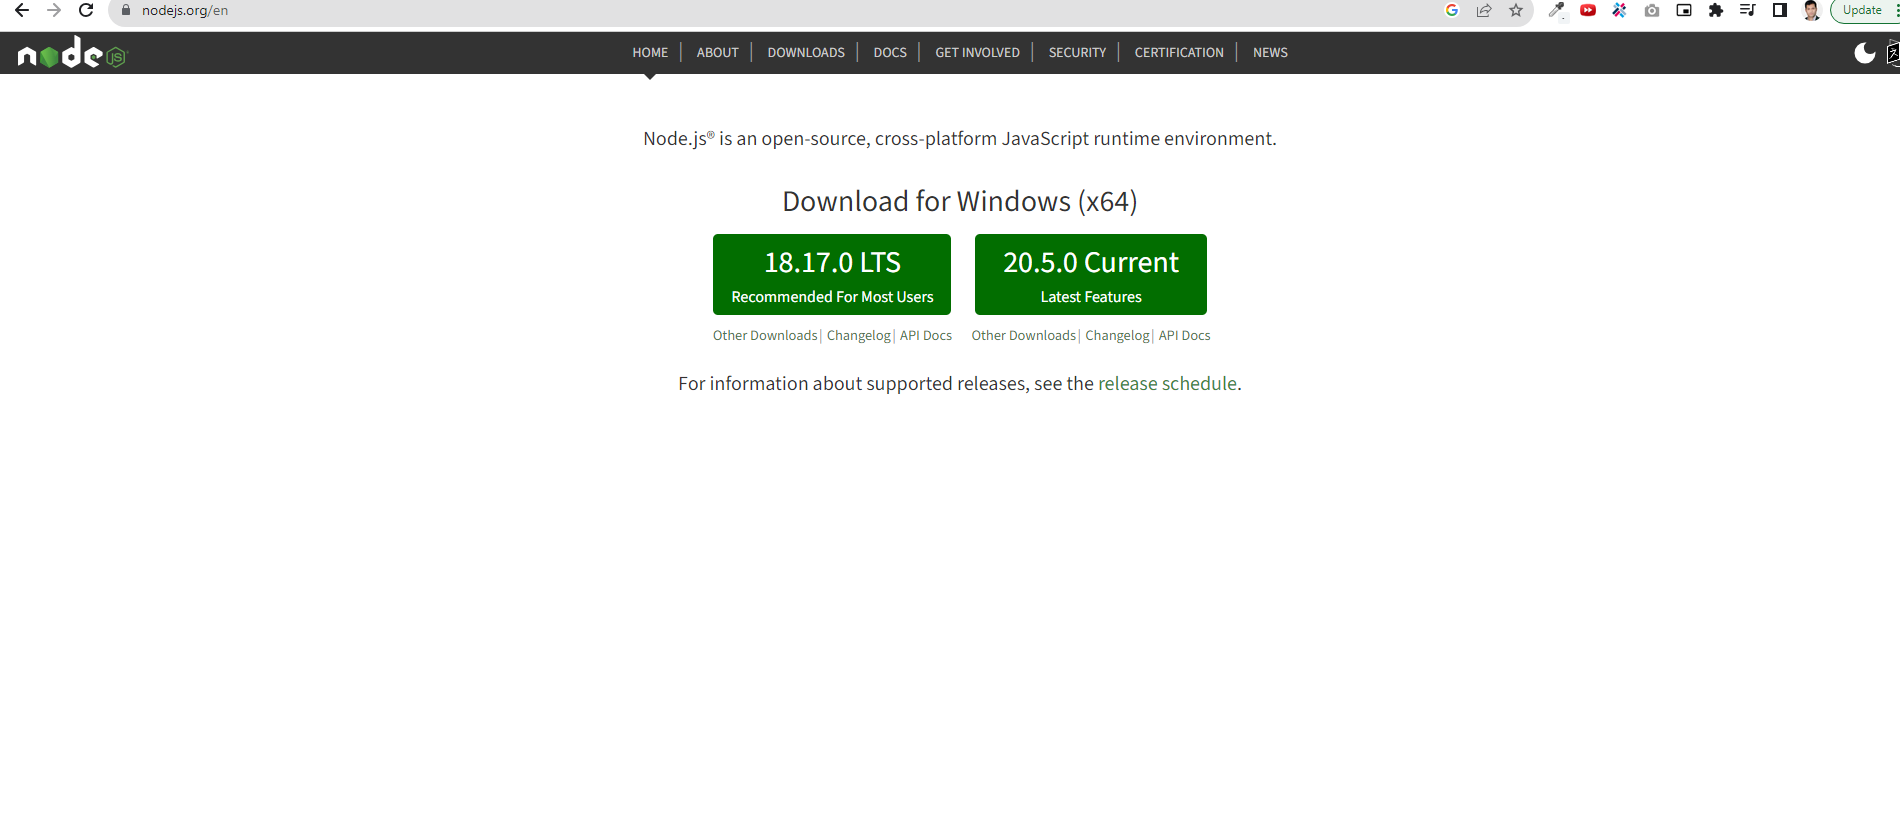 nodejs.org/en
Update
node JS
HOME | ABOUT | DOWNLOADS | DOCS | GET INVOLVED | SECURITY | CERTIFICATION | NEWS
Node.js® is an open-source, cross-platform JavaScript runtime environment.
Download for Windows (x64)
18.17.0 LTS
Recommended For Most Users
20.5.0 Current
Latest Features
Other Downloads | Changelog | API Docs
Other Downloads | Changelog | API Docs
For information about supported releases, see the release schedule.